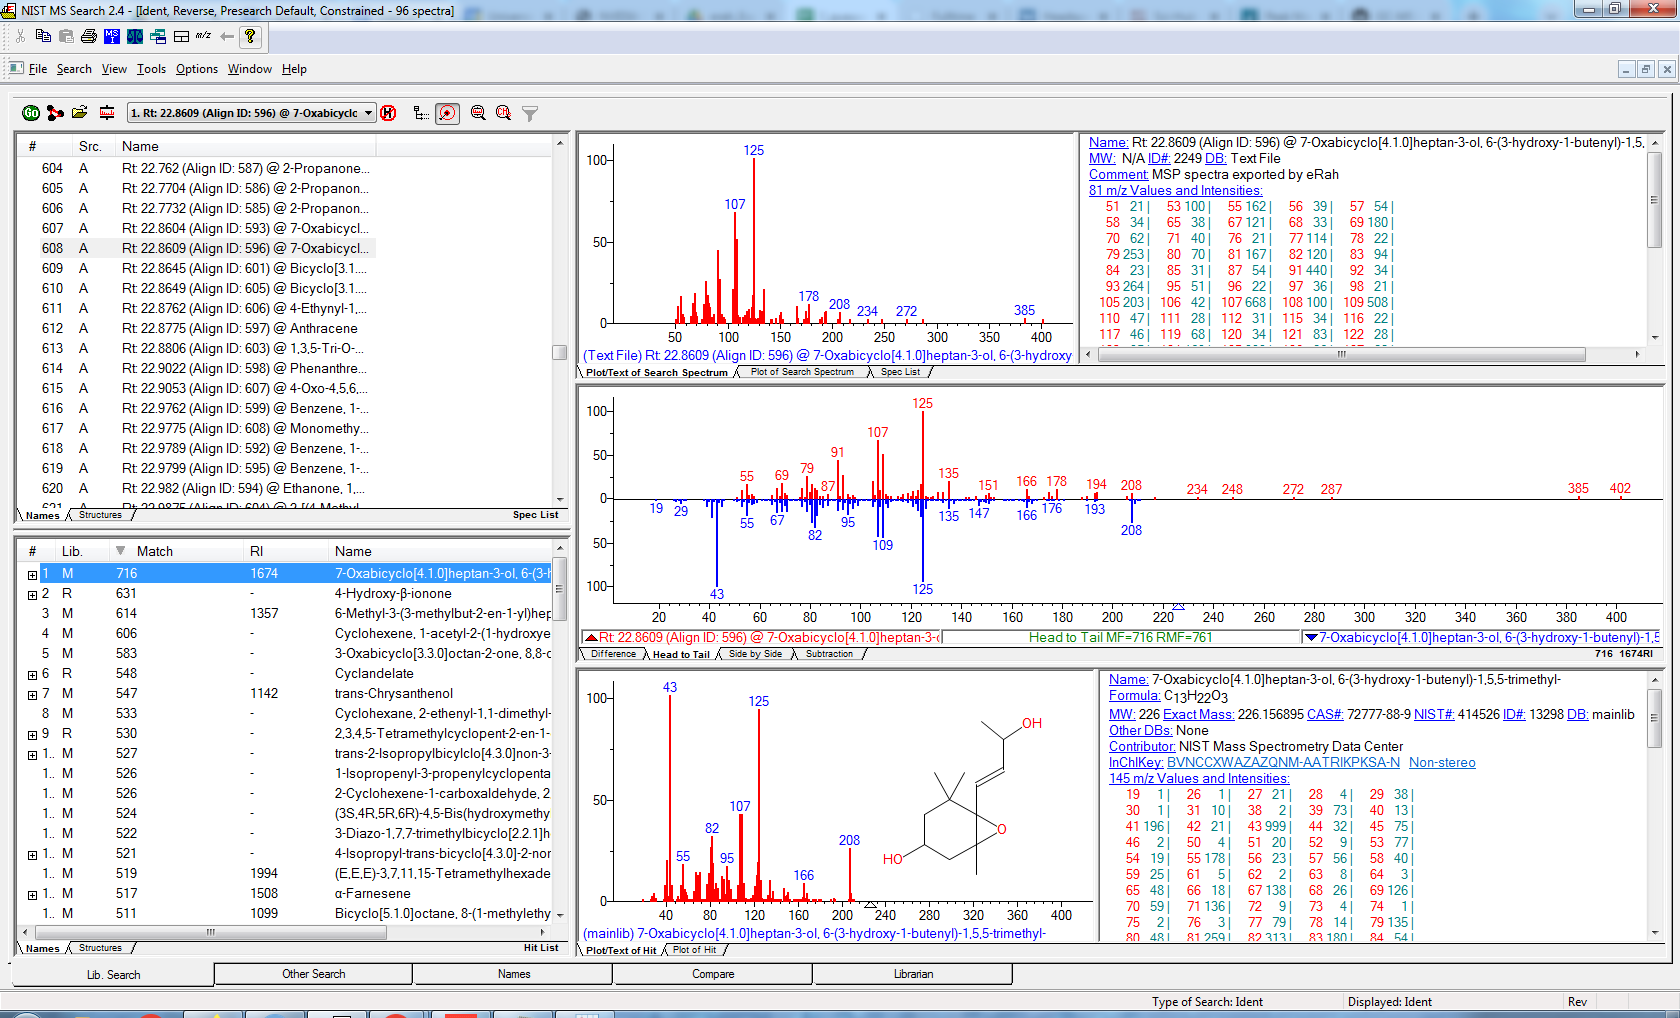 NIST MS Search 2.4 - [Ident, Reverse, Presearch Default, Constrained - 96 spectra]
File Search View Tools Options Window Help
1. Rt: 22.8609 (Align ID: 596) @ 7-Oxabicyclc
# Src. Name
604 A Rt: 22.762 (Align ID: 587) @ 2-Propanone...
605 A Rt: 22.7704 (Align ID: 586) @ 2-Propanon...
606 A Rt: 22.7732 (Align ID: 585) @ 2-Propanon...
607 A Rt: 22.8604 (Align ID: 593) @ 7-Oxabicycl...
608 A Rt: 22.8609 (Align ID: 596) @ 7-Oxabicycl...
609 A Rt: 22.8645 (Align ID: 601) @ Bicyclo[3.1....
610 A Rt: 22.8649 (Align ID: 605) @ Bicyclo[3.1....
611 A Rt: 22.8762 (Align ID: 606) @ 4-Ethynyl-1,...
612 A Rt: 22.8775 (Align ID: 597) @ Anthracene
613 A Rt: 22.8806 (Align ID: 603) @ 1,3,5-Tri-O-...
614 A Rt: 22.9022 (Align ID: 598) @ Phenanthre...
615 A Rt: 22.9053 (Align ID: 607) @ 4-Oxo-4,5,6,...
616 A Rt: 22.9762 (Align ID: 599) @ Benzene, 1-...
617 A Rt: 22.9775 (Align ID: 608) @ Monomethy...
618 A Rt: 22.9789 (Align ID: 592) @ Benzene, 1-...
619 A Rt: 22.9799 (Align ID: 595) @ Benzene, 1-...
620 A Rt: 22.982 (Align ID: 594) @ Ethanone, 1,...
Names Structures Spec List
# Lib. Match RI Name
1 M 716 1674 7-Oxabicyclo[4.1.0]heptan-3-ol, 6-(3-h
2 R 631 - 4-Hydroxy-β-ionone
3 M 614 1357 6-Methyl-3-(3-methylbut-2-en-1-yl)hep
4 M 606 - Cyclohexene, 1-acetyl-2-(1-hydroxye
5 M 583 - 3-Oxabicyclo[3.3.0]octan-2-one, 8,8-d
6 R 548 - Cyclandelate
7 M 547 1142 trans-Chrysanthenol
8 M 533 - Cyclohexane, 2-ethenyl-1,1-dimethyl-
9 R 530 - 2,3,4,5-Tetramethylcyclopent-2-en-1-
1.. M 527 - trans-2-Isopropylbicylclo[4.3.0]non-3-
1.. M 526 - 1-Isopropenyl-3-propenylcyclopenta
1.. M 526 - 2-Cyclohexene-1-carboxaldehyde, 2
1.. M 524 - (3S,4R,5R,6R)-4,5-Bis(hydroxymethy
1.. M 522 - 3-Diazo-1,7,7-trimethylbicyclo[2.2.1]h
1.. M 521 - 4-Isopropyl-trans-bicyclo[4.3.0]-2-nor
1.. M 519 1994 (E,E,E)-3,7,11,15-Tetramethylhexade
1.. M 517 1508 α-Farnesene
1.. M 511 1099 Bicyclo[5.1.0]octane, 8-(1-methylethy
Names Structures Hit List
100
50
0
125
107
178
208
234
272
385
50 100 150 200 250 300 350 400
(Text File) Rt: 22.8609 (Align ID: 596) @ 7-Oxabicyclo[4.1.0]heptan-3-ol, 6-(3-hydroxy
Plot/Text of Search Spectrum Plot of Search Spectrum Spec List
Name: Rt: 22.8609 (Align ID: 596) @ 7-Oxabicyclo[4.1.0]heptan-3-ol, 6-(3-hydroxy-1-butenyl)-1,5,
MW: N/A ID#: 2249 DB: Text File
Comment: MSP spectra exported by eRah
81 m/z Values and Intensities:
51 21| 53 100| 55 162| 56 39| 57 54|
58 34| 65 38| 67 121| 68 33| 69 180|
70 62| 71 40| 76 21| 77 114| 78 22|
79 253| 80 70| 81 167| 82 120| 83 94|
84 23| 85 31| 87 54| 91 440| 92 34|
93 264| 95 51| 96 22| 97 36| 98 21|
105 203| 106 42| 107 668| 108 100| 109 508|
110 47| 111 28| 112 31| 115 34| 116 22|
117 46| 119 68| 120 34| 121 83| 122 28|
100
50
0
50
100
125
107
91
79
69
55
87
135
151
166
178
194
208
234
248
272
287
385
402
19
29
43
55
67
82
95
109
125
135
147
166
176
193
208
20 40 60 80 100 120 140 160 180 200 220 240 260 280 300 320 340 360 380 400
Rt: 22.8609 (Align ID: 596) @ 7-Oxabicyclo[4.1.0]heptan-3-( Head to Tail MF=716 RMF=761 7-Oxabicyclo[4.1.0]heptan-3-ol, 6-(3-hydroxy-1-butenyl)-1,5
Difference Head to Tail Side by Side Subtraction 716 1674RI
100
50
0
43
125
107
82
55
95
166
208
HO
O
OH
40 80 120 160 200 240 280 320 360 400
(mainlib) 7-Oxabicyclo[4.1.0]heptan-3-ol, 6-(3-hydroxy-1-butenyl)-1,5,5-trimethyl-
Plot/Text of Hit Plot of Hit
Name: 7-Oxabicyclo[4.1.0]heptan-3-ol, 6-(3-hydroxy-1-butenyl)-1,5,5-trimethyl-
Formula: C13H22O3
MW: 226 Exact Mass: 226.156895 CAS#: 72777-88-9 NIST#: 414526 ID#: 13298 DB: mainlib
Other DBs: None
Contributor: NIST Mass Spectrometry Data Center
InChIKey: BVNCCXWAZAZQNM-AATRIKPKSA-N Non-stereo
145 m/z Values and Intensities:
19 1| 26 1| 27 21| 28 4| 29 38|
30 1| 31 10| 38 2| 39 73| 40 13|
41 196| 42 21| 43 999| 44 32| 45 75|
46 2| 50 4| 51 20| 52 9| 53 77|
54 19| 55 178| 56 23| 57 56| 58 40|
59 25| 61 5| 62 2| 63 8| 64 3|
65 48| 66 18| 67 138| 68 26| 69 126|
70 59| 71 136| 72 9| 73 4| 74 1|
75 2| 76 3| 77 79| 78 14| 79 135|
80 48| 81 259| 82 313| 83 180| 84 54|
Lib. Search Other Search Names Compare Librarian
Type of Search: Ident Displayed: Ident Rev